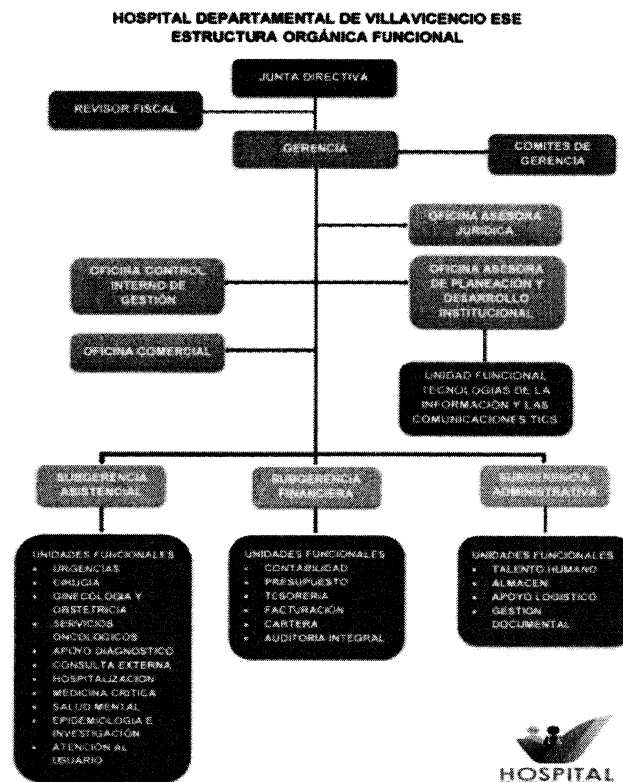 HOSPITAL DEPARTAMENTAL DE VILLAVICENCIO ESE
ESTRUCTURA ORGÁNICA FUNCIONAL
JUNTA DIRECTIVA
REVISOR FISCAL
GERENCIA
COMITES DE
GERENCIA
OFICINA ASESORA
JURIDICA
OFICINA CONTROL
INTERNO DE
GESTIÓN
OFICINA ASESORA
DE PLANEACIÓN Y
DESARROLLO
INSTITUCIONAL
OFICINA COMERCIAL
UNIDAD FUNCIONAL
TECNOLOGIAS DE LA
INFORMACIÓN Y LAS
COMUNICACIONES TICS
SUBGERENCIA
ASISTENCIAL
SUBGERENCIA
FINANCIERA
SUBGERENCIA
ADMINISTRATIVA
UNIDADES FUNCIONALES
• URGENCIAS
• CIRUGIA
• GINECOLOGIA Y
OBSTETRICIA
• SERVICIOS
ONCOLOGICOS
• APOYO DIAGNOSTICO
• CONSULTA EXTERNA
• HOSPITALIZACION
• MEDICINA CRITICA
• SALUD MENTAL
• EPIDEMIOLOGIA E
INVESTIGACIÓN
• ATENCIÓN AL
USUARIO
UNIDADES FUNCIONALES
• CONTABILIDAD
• PRESUPUESTO
• TESORERIA
• FACTURACIÓN
• CARTERA
• AUDITORIA INTEGRAL
UNIDADES FUNCIONALES
• TALENTO HUMANO
• ALMACEN
• APOYO LOGISTICO
• GESTION
DOCUMENTAL
HOSPITAL